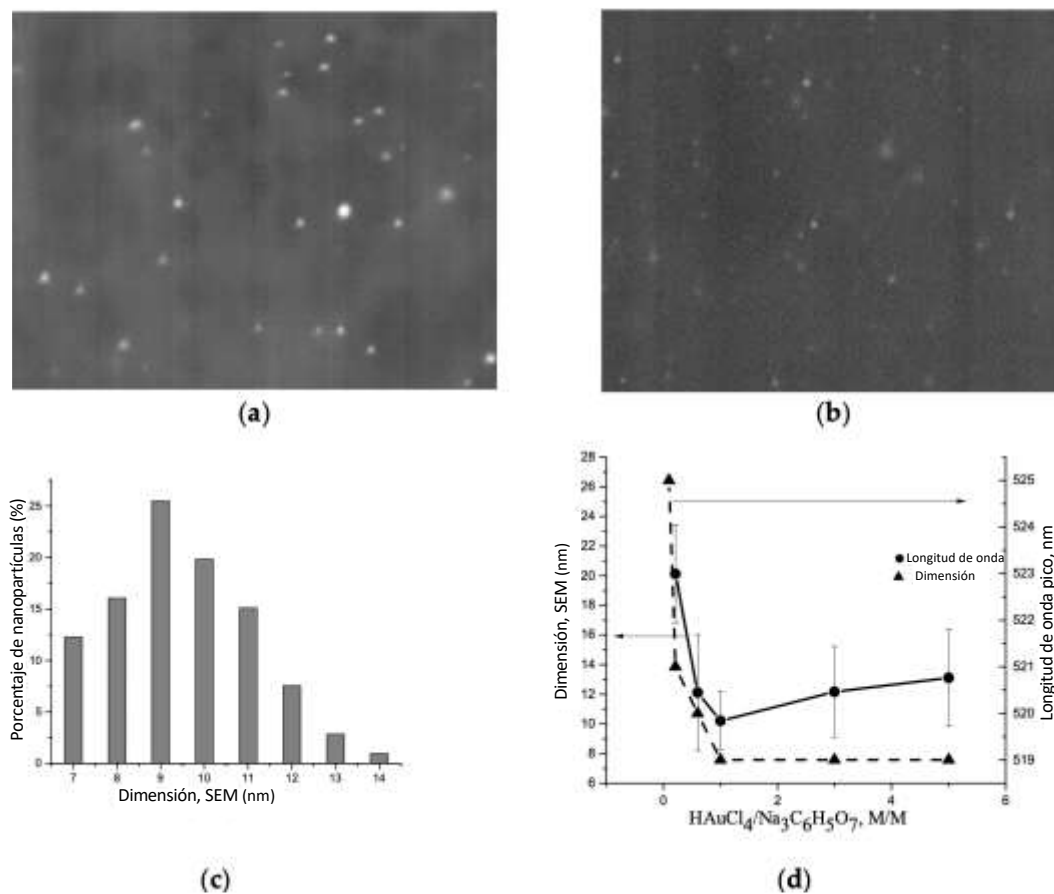 (a)
(b)
Porcentaje de nanopartículas (%)
25
20
15
10
5
0
7 8 9 10 11 12 13 14
Dimensión, SEM (nm)
(c)
Dimensión, SEM (nm)
28
26
24
22
20
18
16
14
12
10
8
6
0 2 4 6
HAuCl4/Na3C6H5O7, M/M
Longitud de onda
Dimensión
525
524
523
522
521
520
519
Longitud de onda pico, nm
(d)